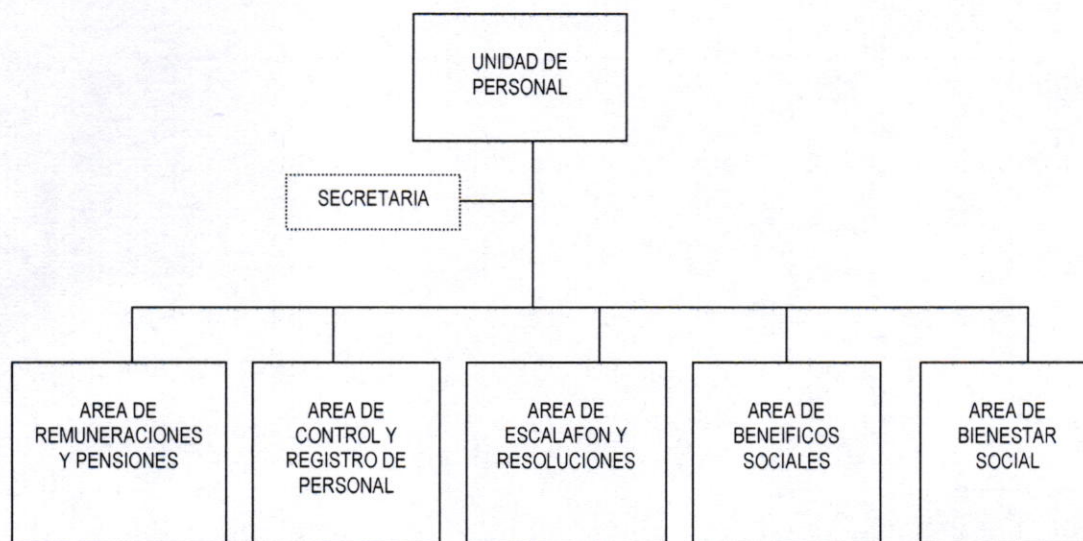 UNIDAD DE
PERSONAL
SECRETARIA
AREA DE
REMUNERACIONES
Y PENSIONES
AREA DE
CONTROL Y
REGISTRO DE
PERSONAL
AREA DE
ESCALAFON Y
RESOLUCIONES
AREA DE
BENEIFICOS
SOCIALES
AREA DE
BIENESTAR
SOCIAL